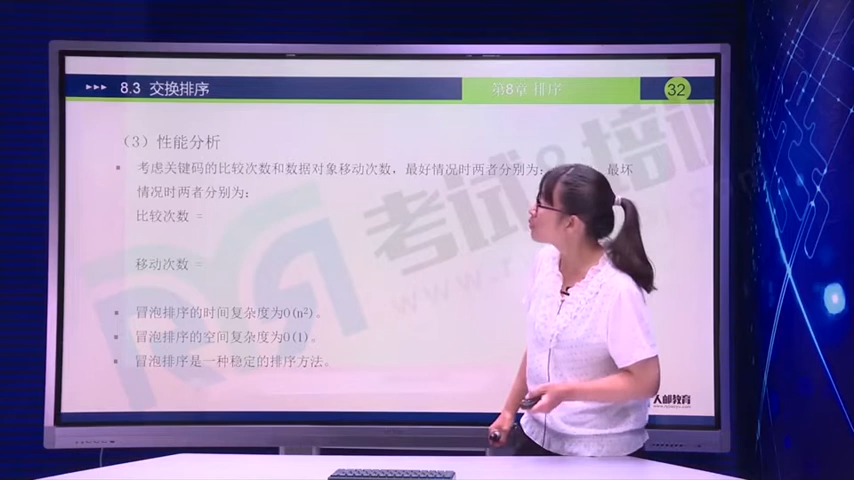 ▸▸▸ 8.3 交换排序
第8章 排序
32
(3)性能分析
▪ 考虑关键码的比较次数和数据对象移动次数，最好情况时两者分别为: 最坏
情况时两者分别为:
比较次数 =
移动次数 =
▪ 冒泡排序的时间复杂度为O(n²)。
▪ 冒泡排序的空间复杂度为O(1)。
▪ 冒泡排序是一种稳定的排序方法。
考试&培训
人邮教育